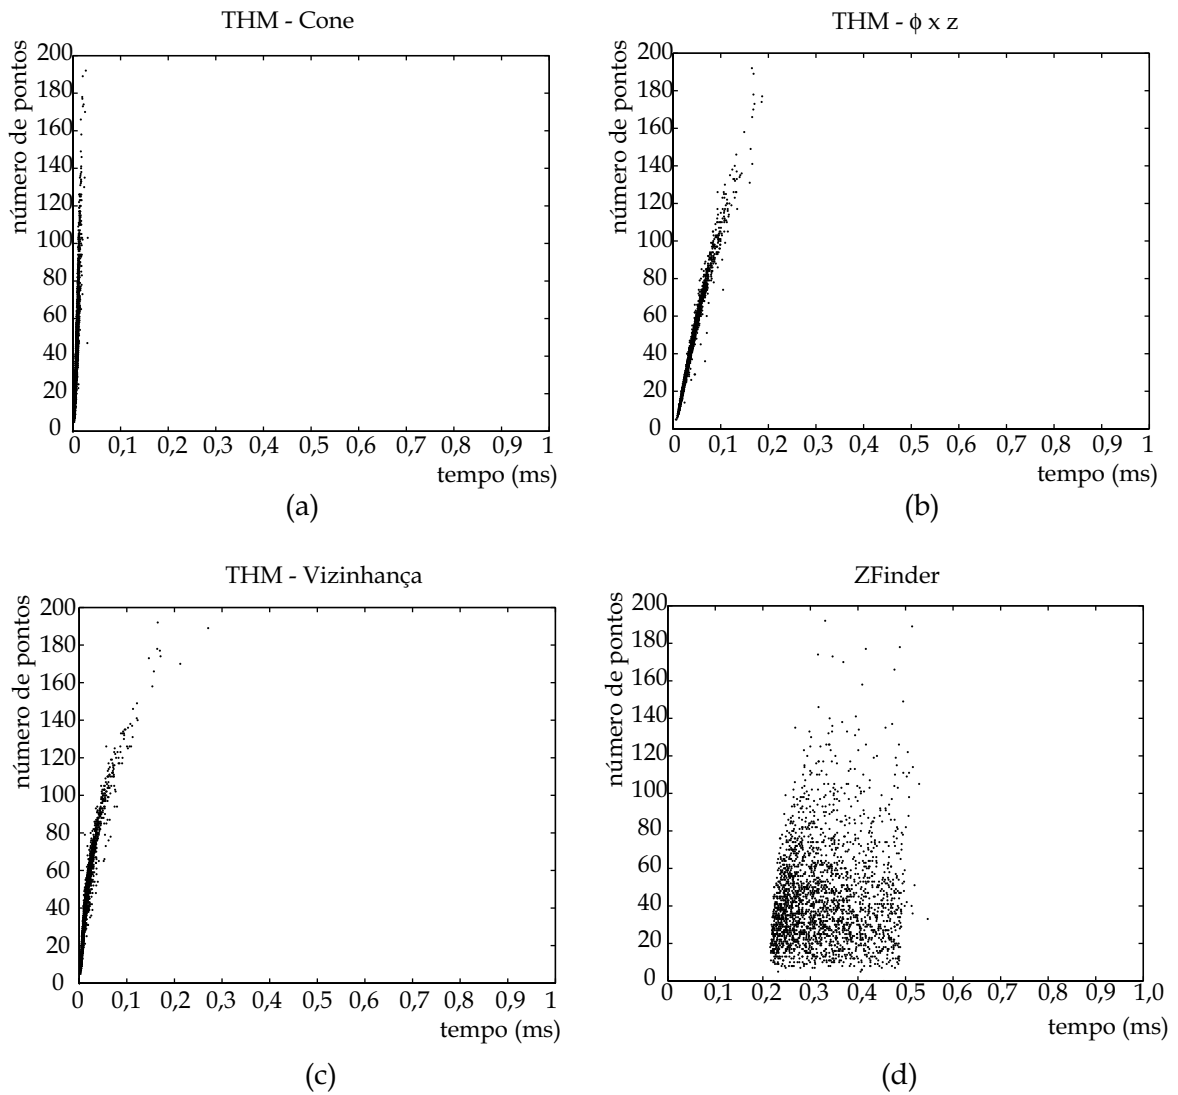 THM - Cone
número de pontos
200
180
160
140
120
100
80
60
40
20
0
0 0,1 0,2 0,3 0,4 0,5 0,6 0,7 0,8 0,9 1
tempo (ms)
(a)
THM - ϕ x z
número de pontos
200
180
160
140
120
100
80
60
40
20
0
0 0,1 0,2 0,3 0,4 0,5 0,6 0,7 0,8 0,9 1
tempo (ms)
(b)
THM - Vizinhança
número de pontos
200
180
160
140
120
100
80
60
40
20
0
0 0,1 0,2 0,3 0,4 0,5 0,6 0,7 0,8 0,9 1
tempo (ms)
(c)
ZFinder
número de pontos
200
180
160
140
120
100
80
60
40
20
0
0 0,1 0,2 0,3 0,4 0,5 0,6 0,7 0,8 0,9 1,0
tempo (ms)
(d)